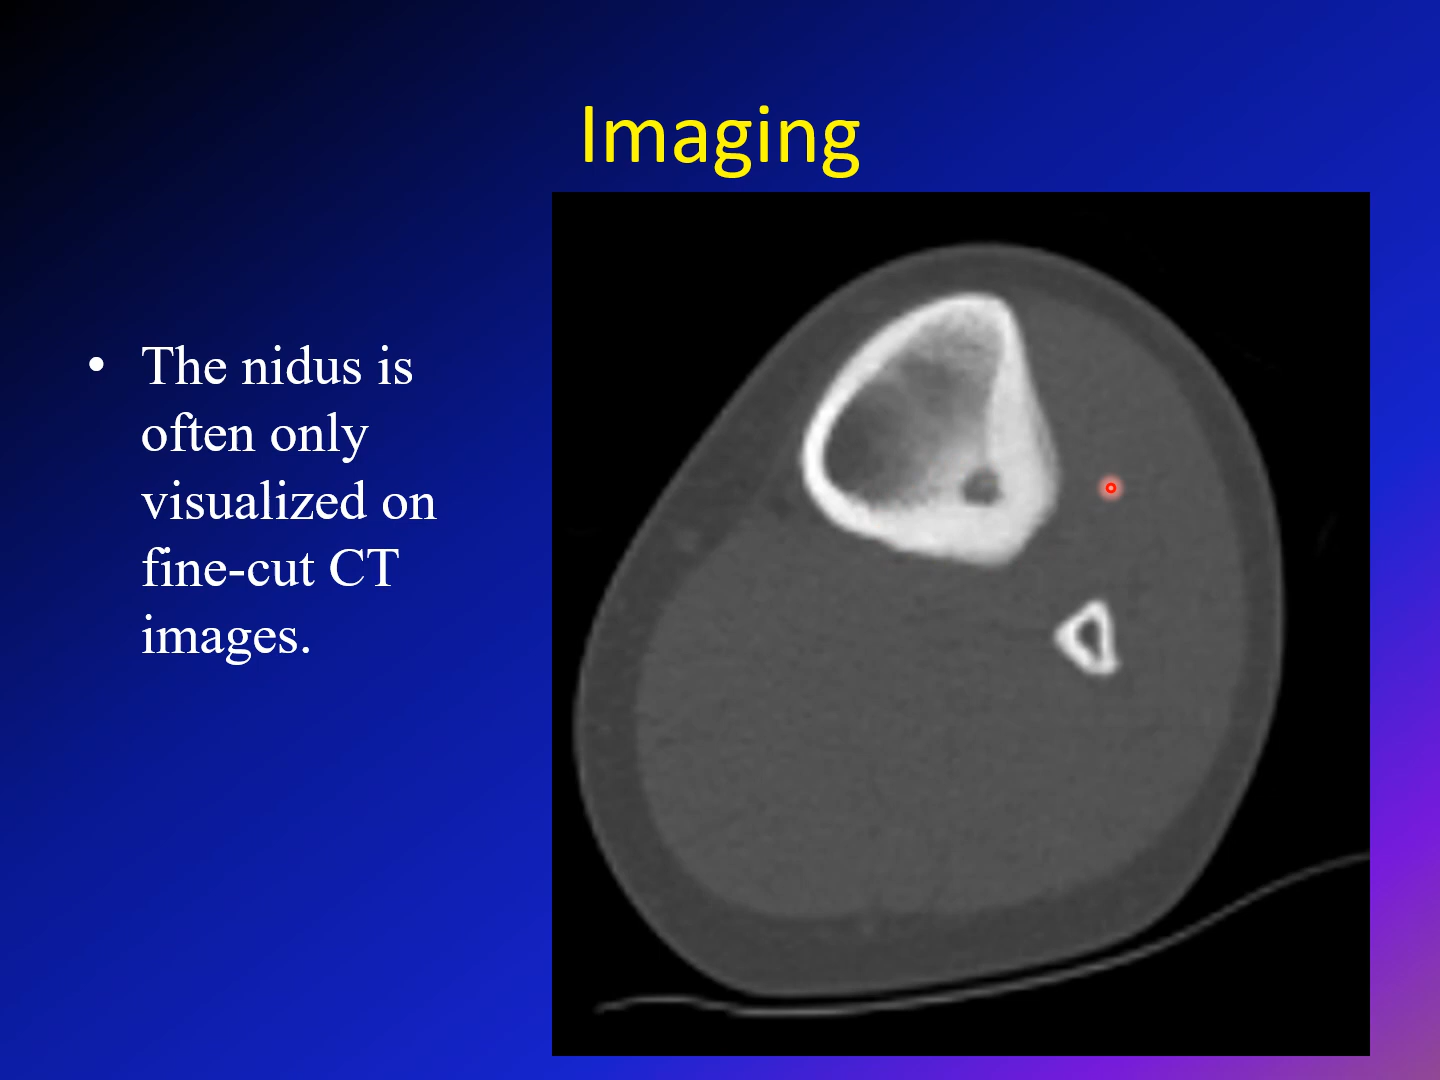 Imaging
• The nidus is
often only
visualized on
fine-cut CT
images.